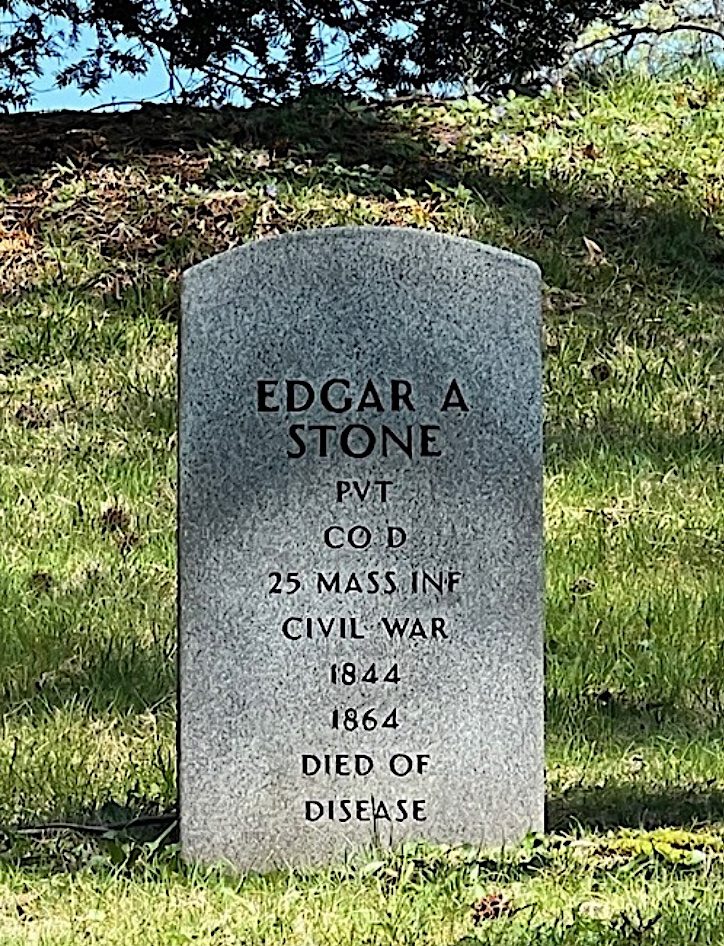 EDGAR A
STONE
PVT
CO D
25 MASS INF
CIVIL WAR
1844
1864
DIED OF
DISEASE